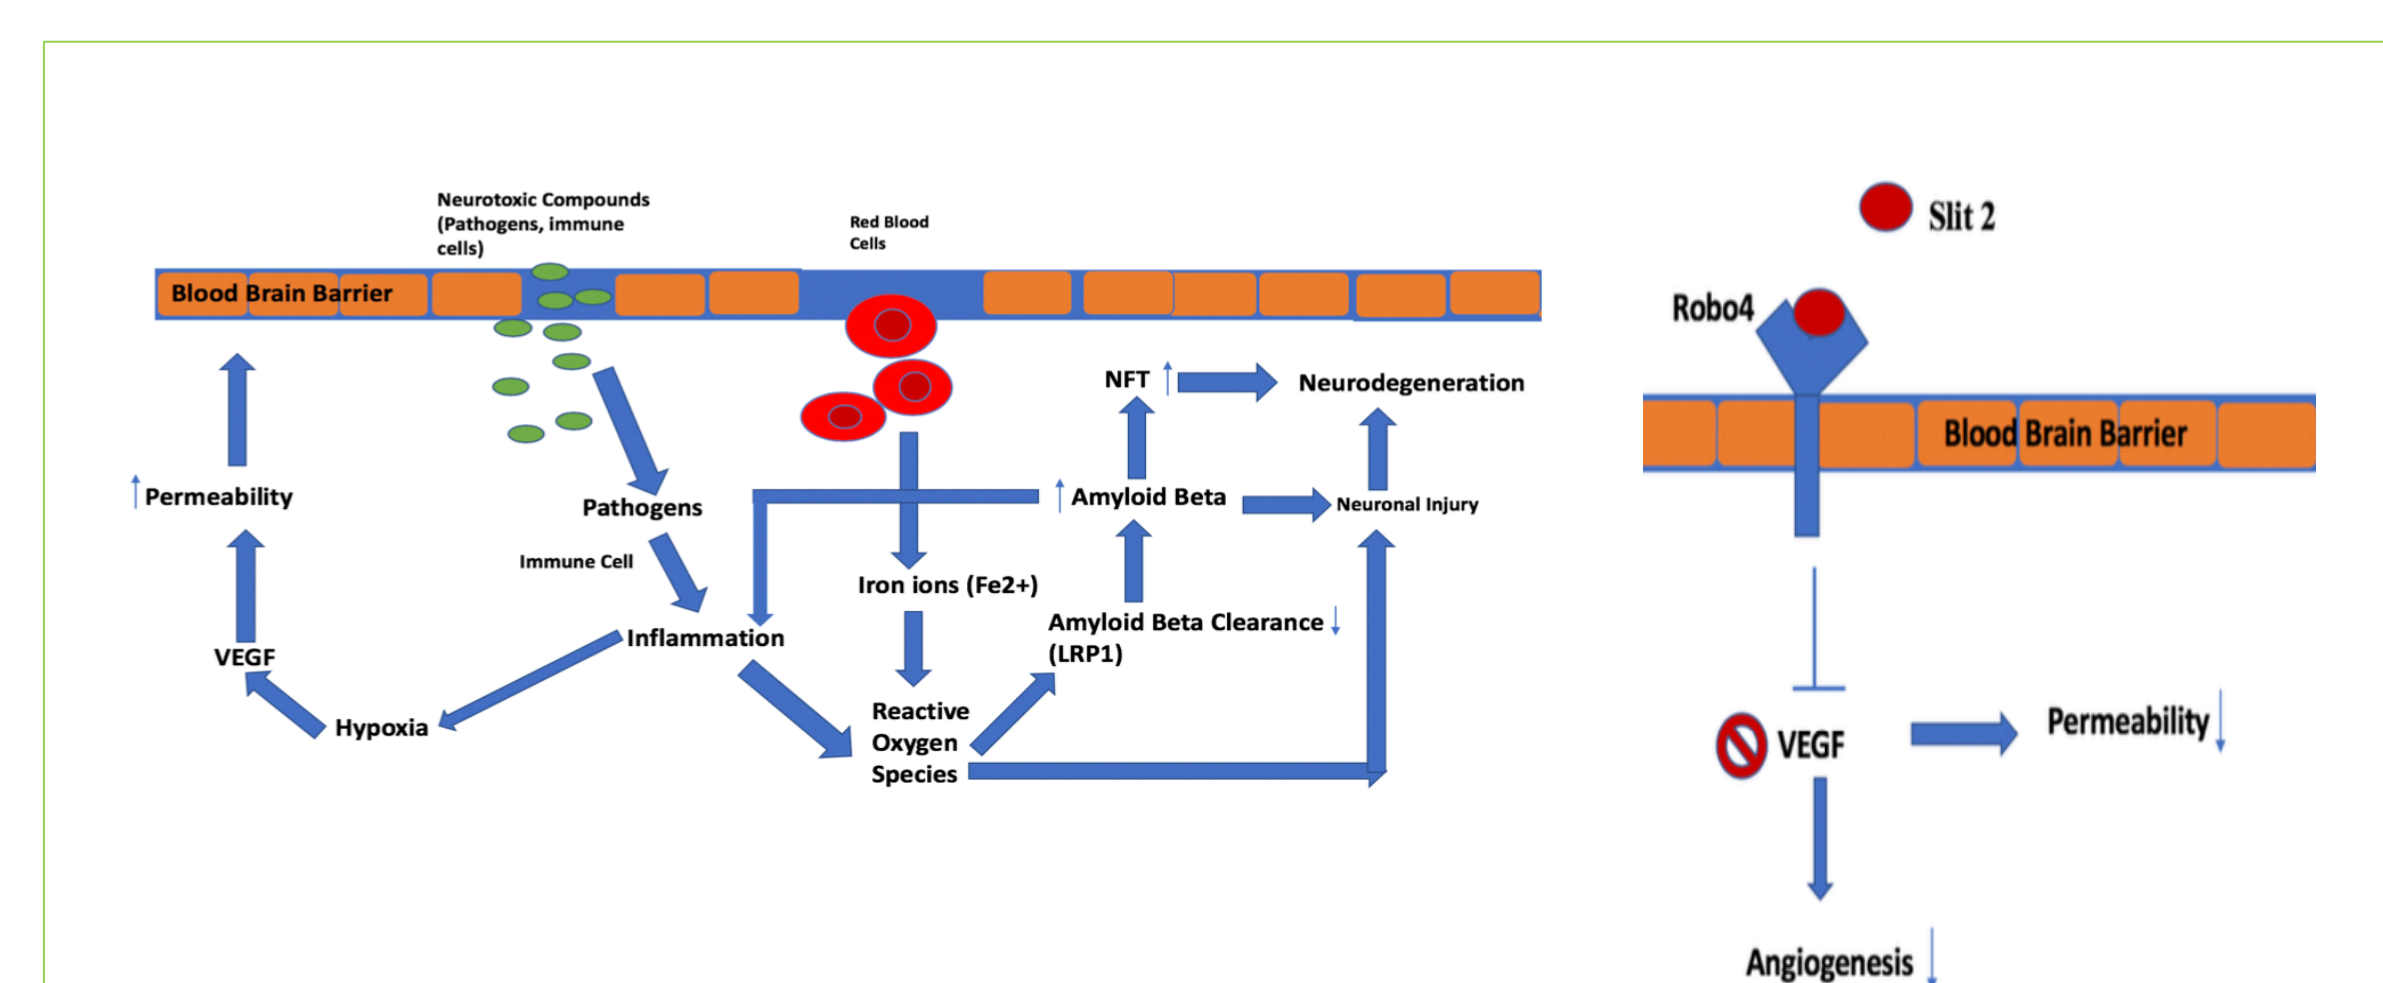 Neurotoxic Compounds
(Pathogens, immune
cells)
Red Blood
Cells
Blood Brain Barrier
NFT
Neurodegeneration
Permeability
Pathogens
Amyloid Beta
Neuronal Injury
Immune Cell
Iron ions (Fe2+)
Inflammation
Amyloid Beta Clearance
(LRP1)
VEGF
Hypoxia
Reactive
Oxygen
Species
Slit 2
Robo4
Blood Brain Barrier
VEGF
Permeability
Angiogenesis